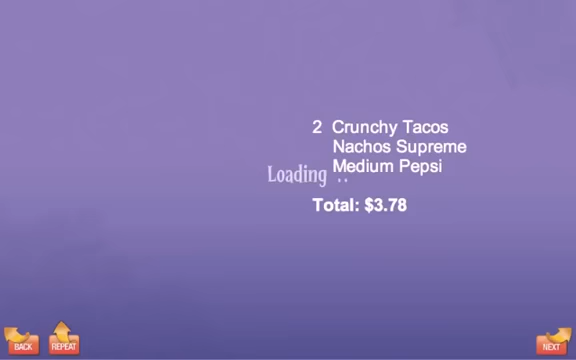 2 Crunchy Tacos
Nachos Supreme
Medium Pepsi
Loading ..
Total: $3.78
BACK
REPEAT
NEXT